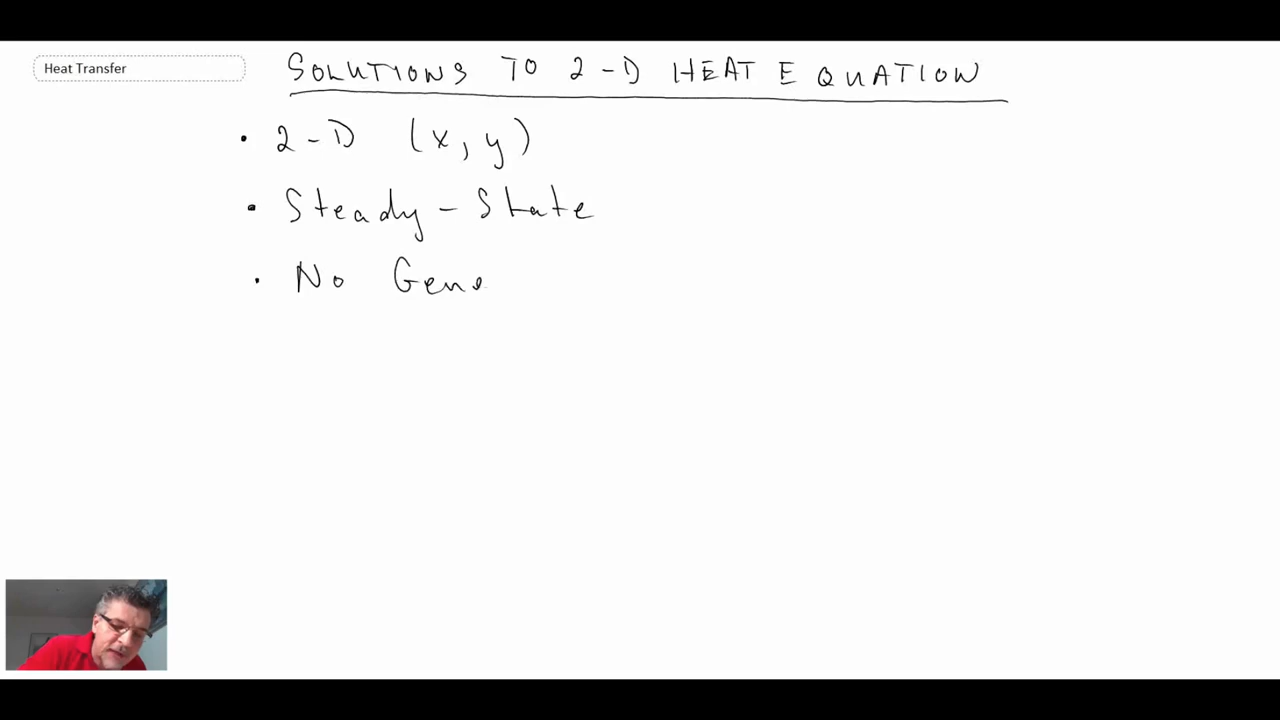 Heat Transfer
SOLUTIONS TO 2-D HEAT EQUATION
• 2-D (x, y)
• Steady-State
• No Gene